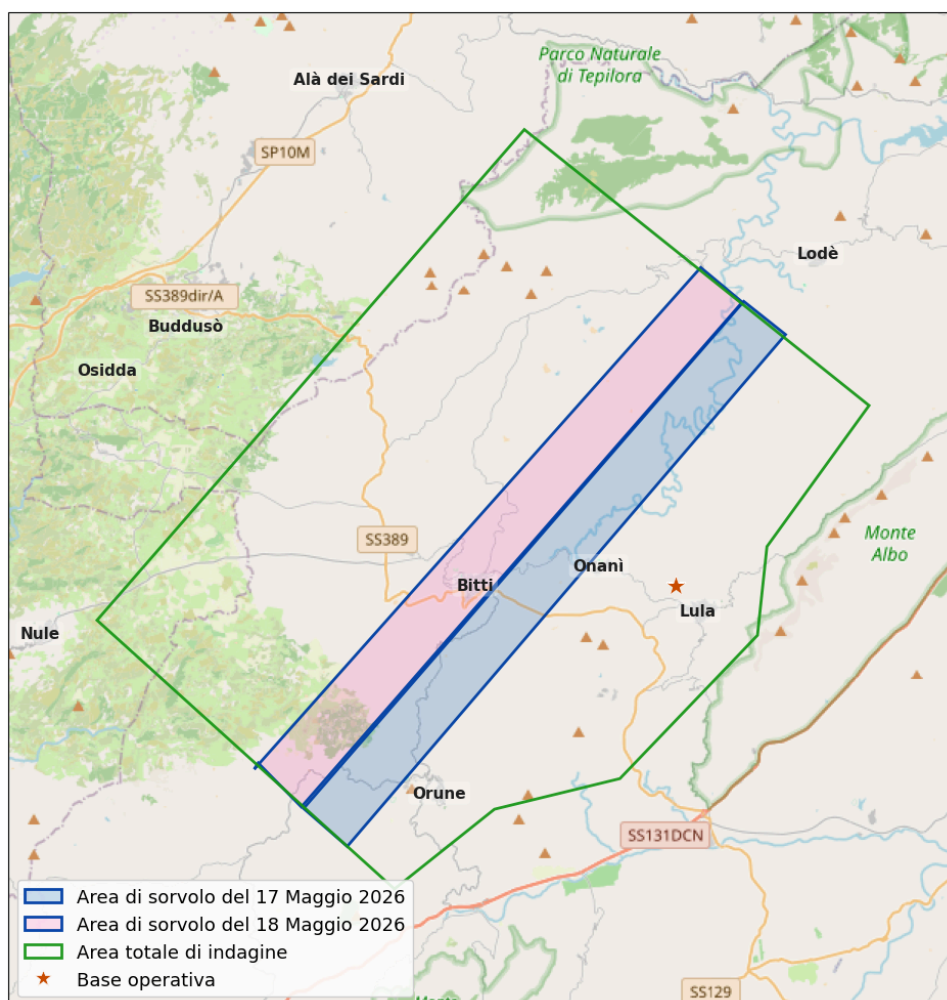 Parco Naturale
di Tepilora
Alà dei Sardi
SP10M
Lodè
SS389dir/A
Buddusò
Osidda
SS389
Monte
Albo
Onanì
Bitti
Lula
Nule
Orune
SS131DCN
Area di sorvolo del 17 Maggio 2026
Area di sorvolo del 18 Maggio 2026
Area totale di indagine
Base operativa
SS129